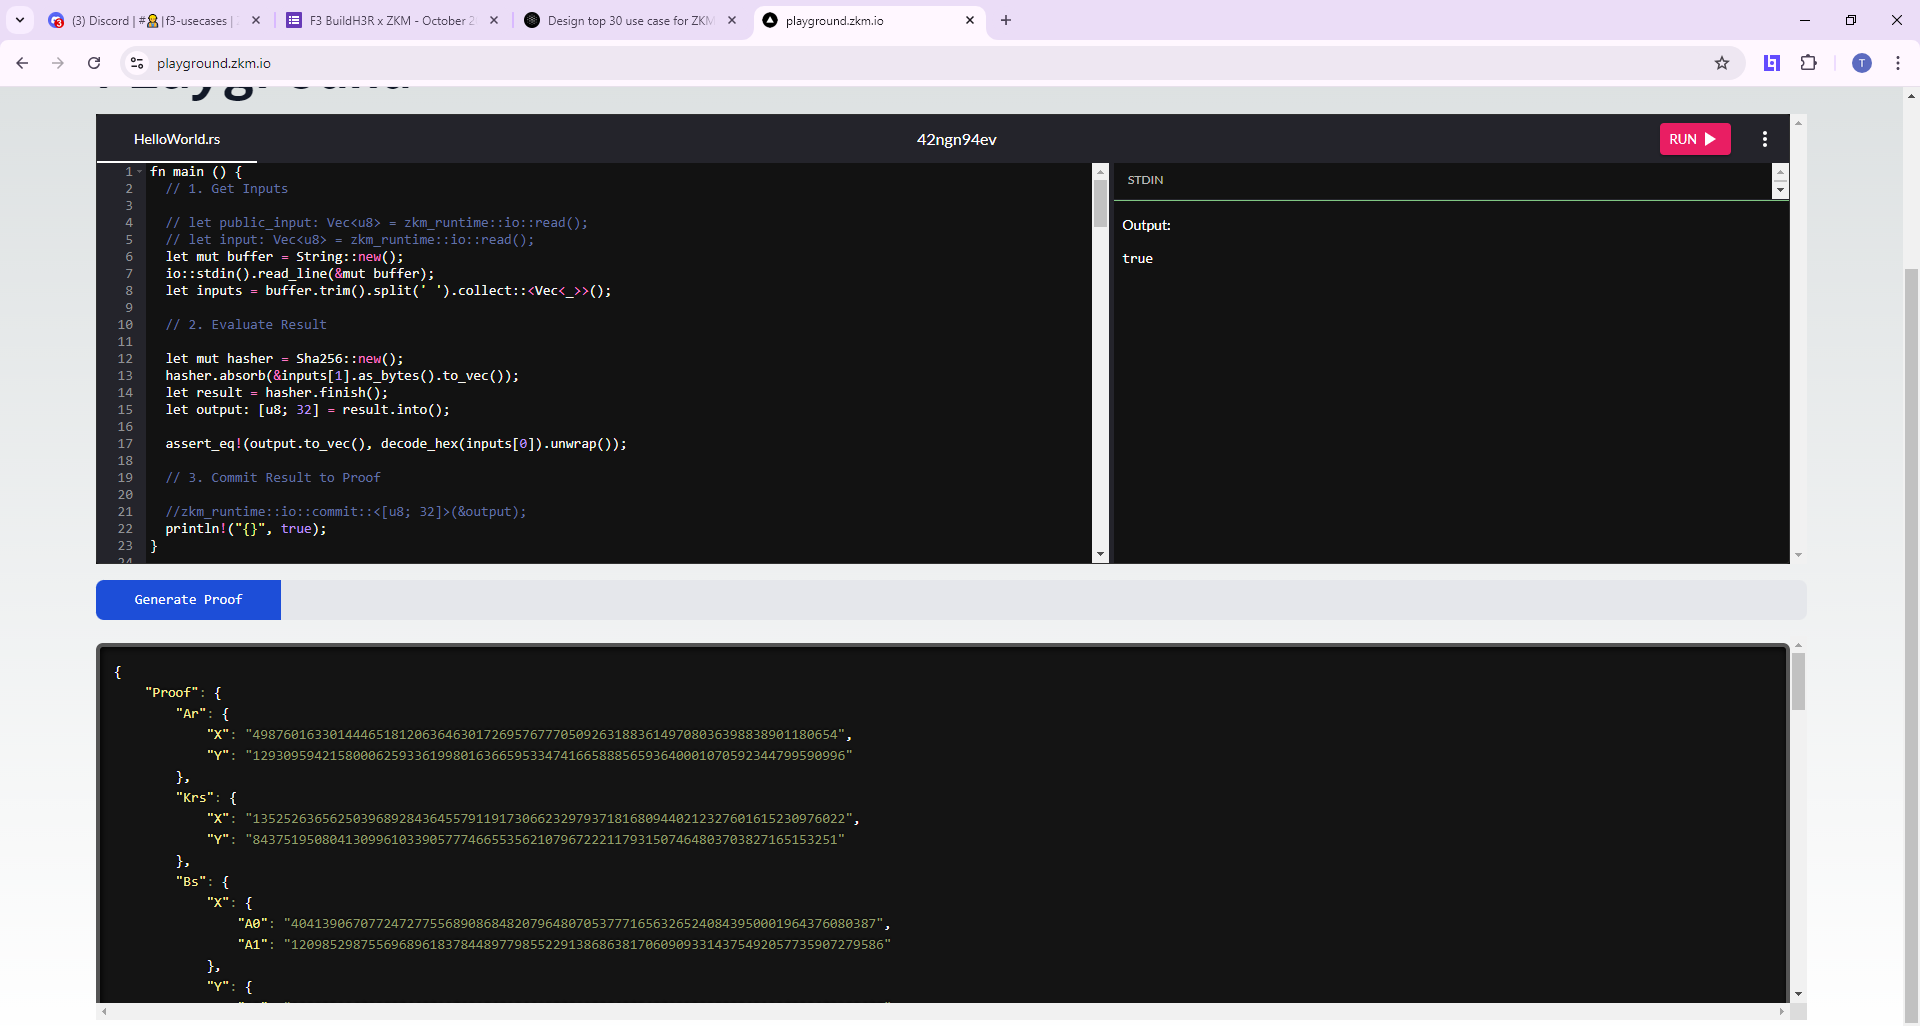 (3) Discord | #🧟|f3-usecases |
F3 BuildH3R x ZKM - October 2
Design top 30 use case for ZKM
playground.zkm.io
playground.zkm.io
T
Playground
HelloWorld.rs
42ngn94ev
RUN
1 fn main () {
2 // 1. Get Inputs
3
4 // let public_input: Vec<u8> = zkm_runtime::io::read();
5 // let input: Vec<u8> = zkm_runtime::io::read();
6 let mut buffer = String::new();
7 io::stdin().read_line(&mut buffer);
8 let inputs = buffer.trim().split(' ').collect::<Vec<_>>();
9
10 // 2. Evaluate Result
11
12 let mut hasher = Sha256::new();
13 hasher.absorb(&inputs[1].as_bytes().to_vec());
14 let result = hasher.finish();
15 let output: [u8; 32] = result.into();
16
17 assert_eq!(output.to_vec(), decode_hex(inputs[0]).unwrap());
18
19 // 3. Commit Result to Proof
20
21 //zkm_runtime::io::commit::<[u8; 32]>(&output);
22 println!("{}", true);
23 }
24
STDIN
Output:
true
Generate Proof
{
"Proof": {
"Ar": {
"X": "4987601633014446518120636463017269576777050926318836149708036398838901180654",
"Y": "12930959421580006259336199801636659533474166588856593640001070592344799590996"
},
"Krs": {
"X": "13525263656250396892843645579119173066232979371816809440212327601615230976022",
"Y": "8437519508041309961033905777466553562107967222117931507464803703827165153251"
},
"Bs": {
"X": {
"A0": "4041390670772472775568908684820796480705377716563265240843950001964376080387",
"A1": "12098529875569689618378448977985522913868638170609093314375492057735907279586"
},
"Y": {